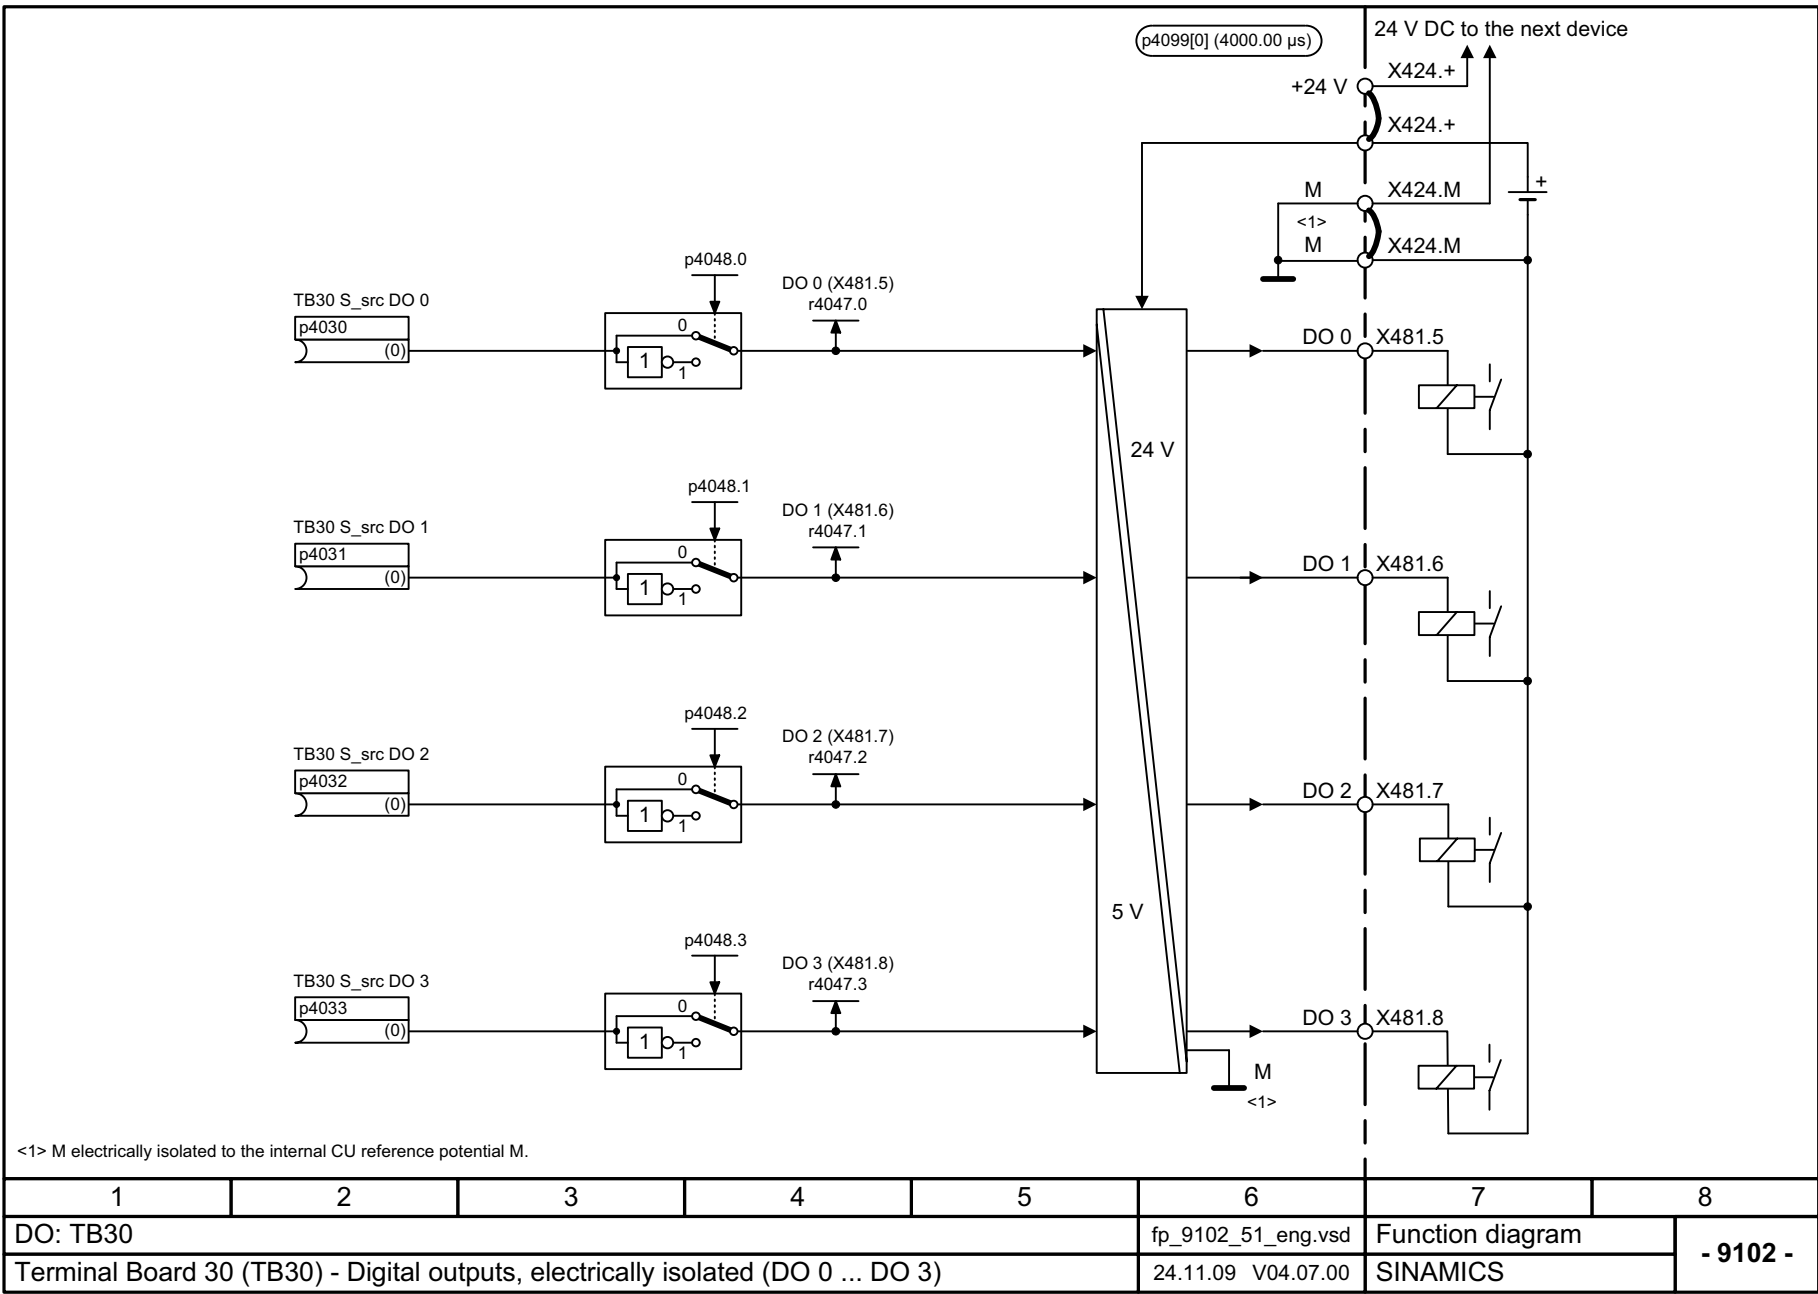 p4099[0] (4000.00 µs)
24 V DC to the next device
+24 V
X424.+
X424.+
M
X424.M
<1>
M
X424.M
p4048.0
TB30 S_src DO 0
p4030
(0)
0
1
1
DO 0 (X481.5)
r4047.0
DO 0
X481.5
24 V
p4048.1
TB30 S_src DO 1
p4031
(0)
0
1
1
DO 1 (X481.6)
r4047.1
DO 1
X481.6
p4048.2
TB30 S_src DO 2
p4032
(0)
0
1
1
DO 2 (X481.7)
r4047.2
DO 2
X481.7
5 V
p4048.3
TB30 S_src DO 3
p4033
(0)
0
1
1
DO 3 (X481.8)
r4047.3
DO 3
X481.8
M
<1>
+
<1> M electrically isolated to the internal CU reference potential M.
1 2 3 4 5 6 7 8
DO: TB30
fp_9102_51_eng.vsd
Function diagram
- 9102 -
Terminal Board 30 (TB30) - Digital outputs, electrically isolated (DO 0 ... DO 3)
24.11.09 V04.07.00
SINAMICS